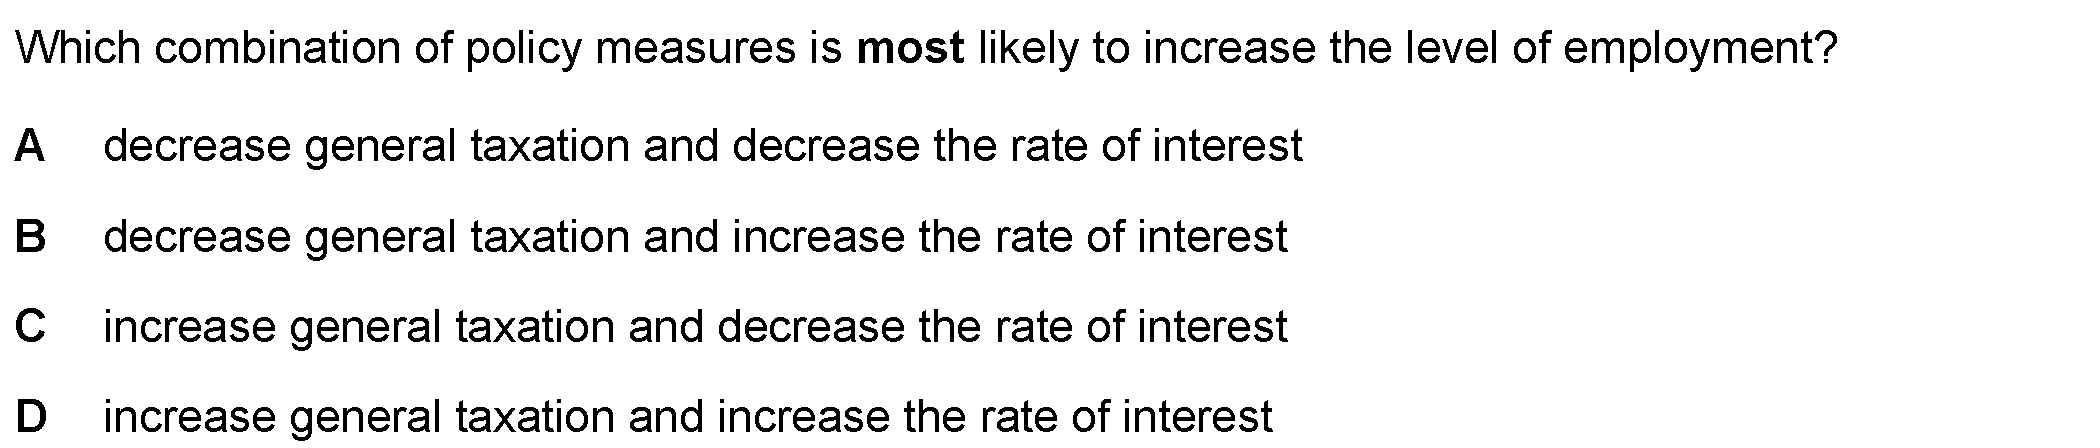 Which combination of policy measures is most likely to increase the level of employment?
A decrease general taxation and decrease the rate of interest
B decrease general taxation and increase the rate of interest
C increase general taxation and decrease the rate of interest
D increase general taxation and increase the rate of interest